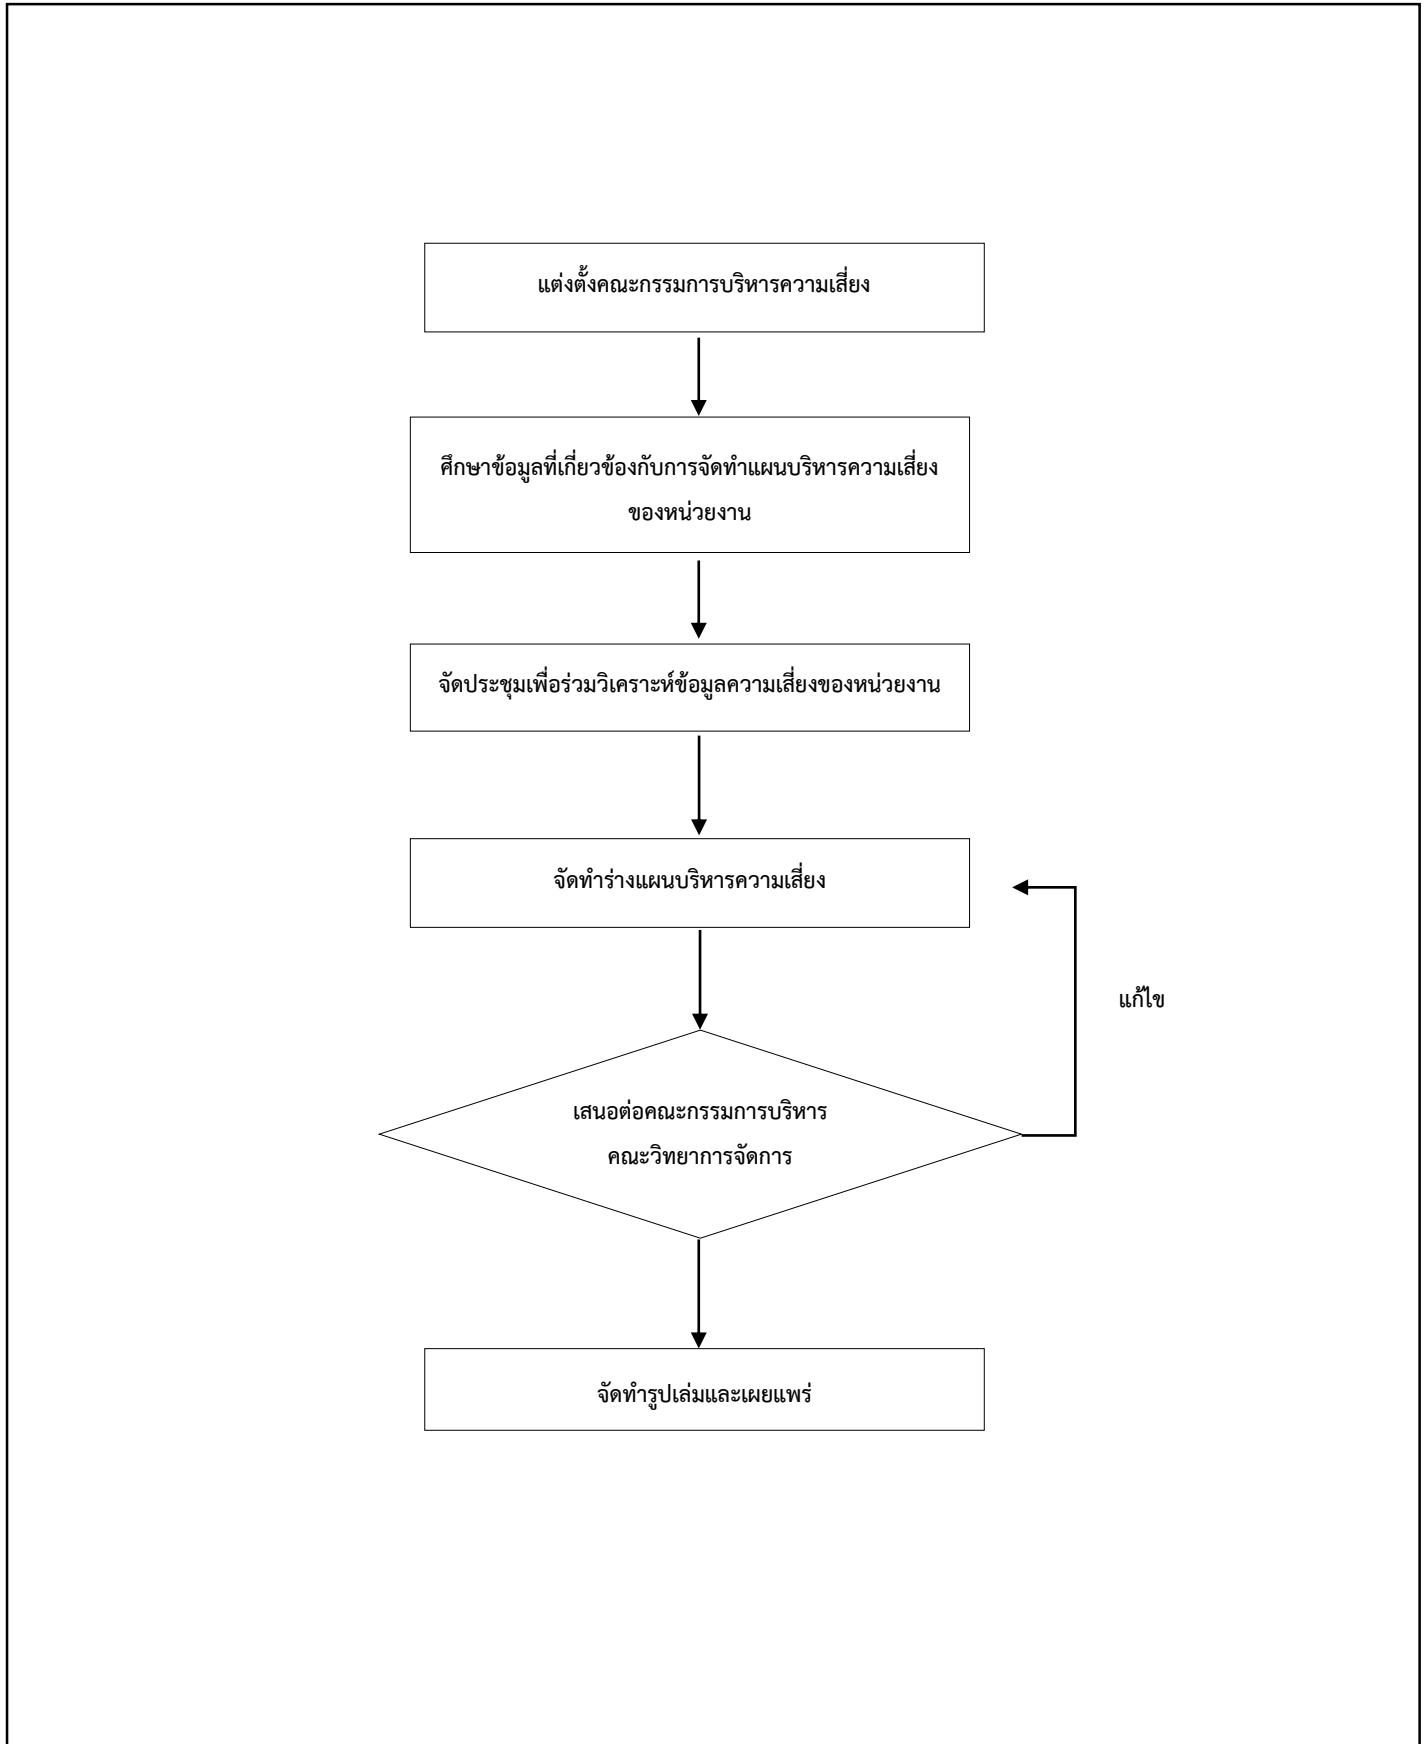 แต่งตั้งคณะกรรมการบริหารความเสี่ยง
ศึกษาข้อมูลที่เกี่ยวข้องกับการจัดทำแผนบริหารความเสี่ยง
ของหน่วยงาน
จัดประชุมเพื่อร่วมวิเคราะห์ข้อมูลความเสี่ยงของหน่วยงาน
จัดทำร่างแผนบริหารความเสี่ยง
แก้ไข
เสนอต่อคณะกรรมการบริหาร
คณะวิทยาการจัดการ
จัดทำรูปเล่มและเผยแพร่